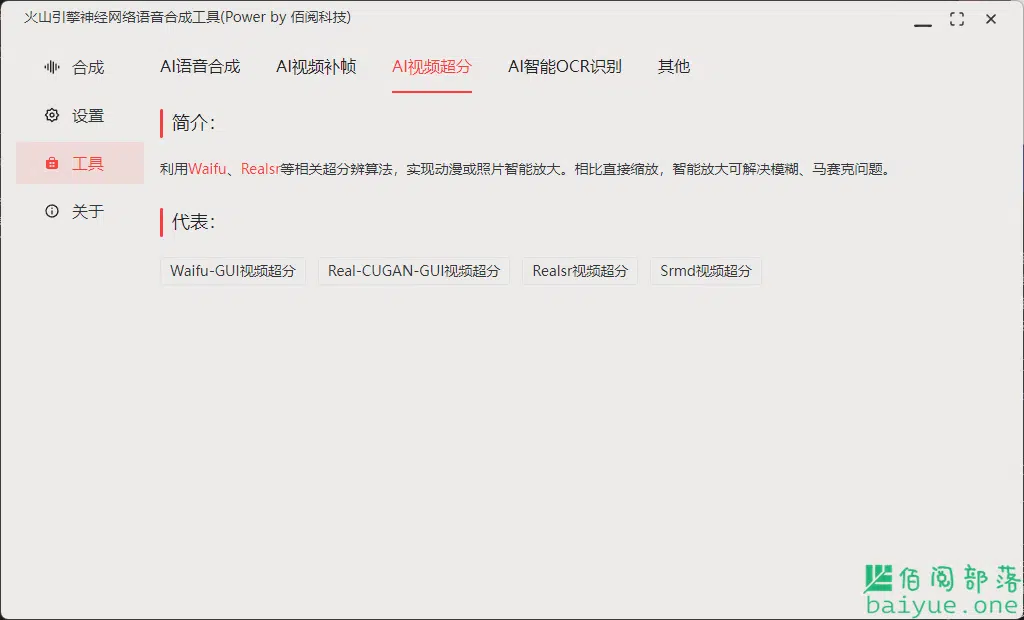 火山引擎神经网络语音合成工具(Power by 佰阅科技)
合成
AI语音合成 AI视频补帧 AI视频超分 AI智能OCR识别 其他
设置
简介：
工具
利用Waifu、Realsr等相关超分辨算法，实现动漫或照片智能放大。相比直接缩放，智能放大可解决模糊、马赛克问题。
关于
代表：
Waifu-GUI视频超分 Real-CUGAN-GUI视频超分 Realsr视频超分 Srmd视频超分
佰阅部落
baiyue.one